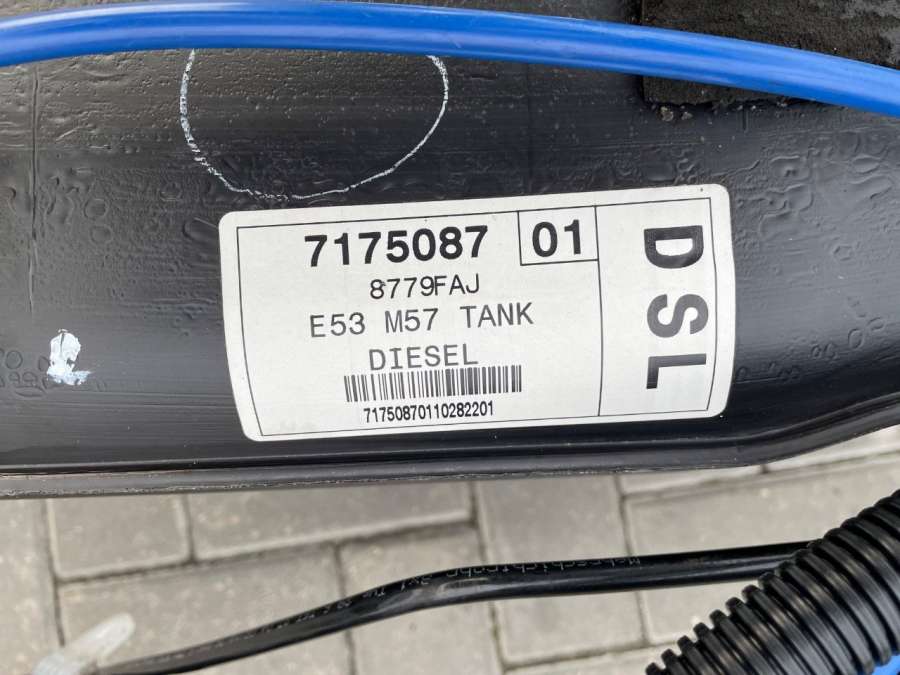 7175087 01
8779FAJ
E53 M57 TANK
DIESEL
71750870110282201
DSL